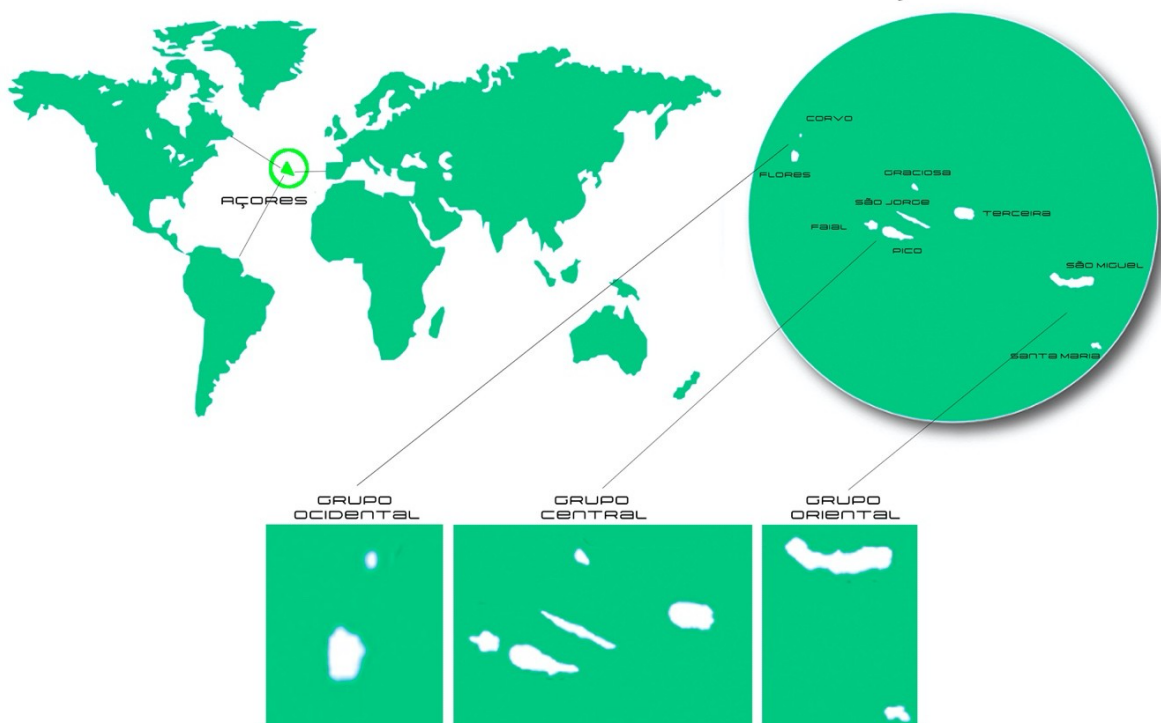 AÇORES
CORVO
FLORES
GRACIOSA
SÃO JORGE
TERCEIRA
FAIAL
PICO
SÃO MIGUEL
SANTA MARIA
GRUPO
OCIDENTAL
GRUPO
CENTRAL
GRUPO
ORIENTAL